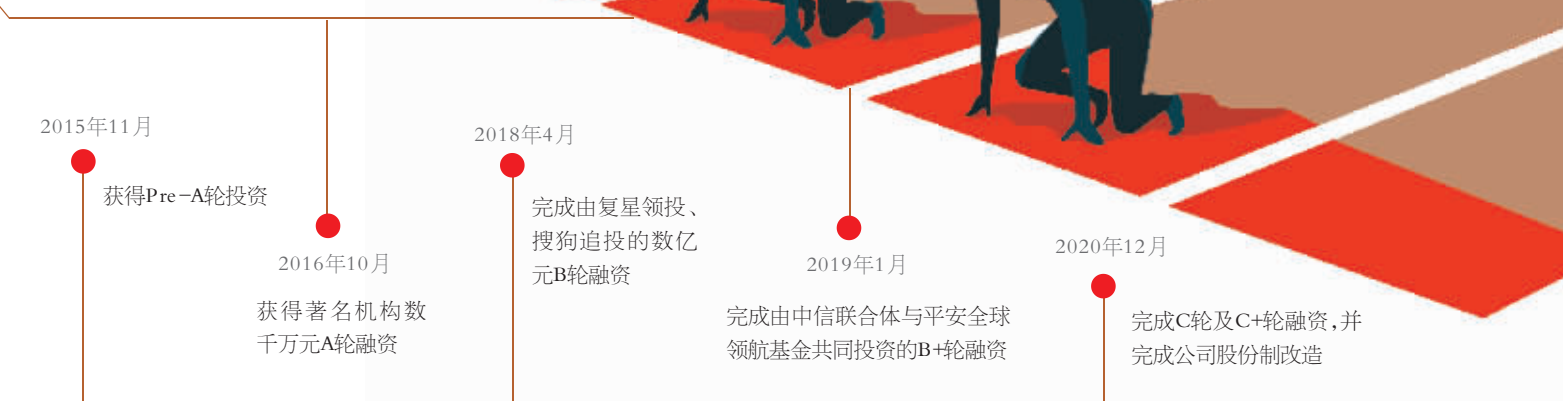 2015年11月
获得Pre-A轮投资
2016年10月
获得著名机构数
千万元A轮融资
2018年4月
完成由复星领投、
搜狗追投的数亿
元B轮融资
2019年1月
完成由中信联合体与平安全球
领航基金共同投资的B+轮融资
2020年12月
完成C轮及C+轮融资,并
完成公司股份制改造